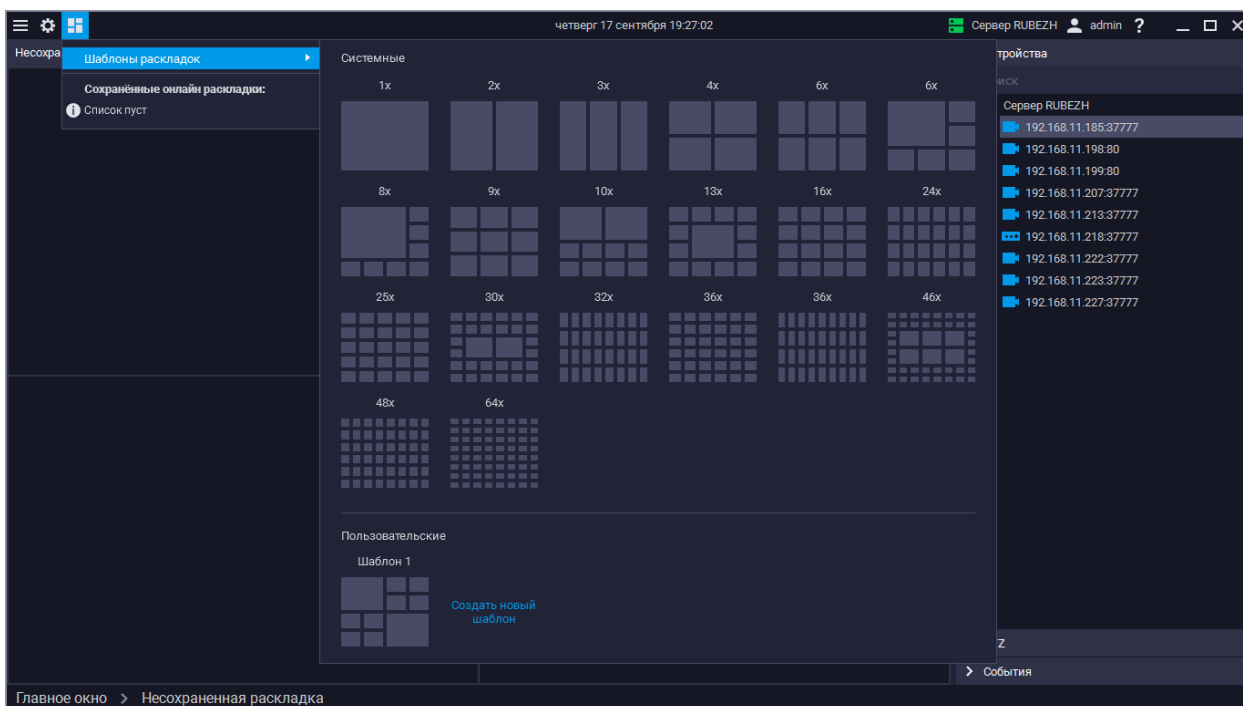 четверг 17 сентября 19:27:02
Сервер RUBEZH admin ?
Несохра
Шаблоны раскладок
Сохранённые онлайн раскладки:
Список пуст
Системные
1x 2x 3x 4x 6x 6x
8x 9x 10x 13x 16x 24x
25x 30x 32x 36x 36x 46x
48x 64x
Пользовательские
Шаблон 1
Создать новый
шаблон
тройства
иск
Сервер RUBEZH
192.168.11.185:37777
192.168.11.198:80
192.168.11.199:80
192.168.11.207:37777
192.168.11.213:37777
192.168.11.218:37777
192.168.11.222:37777
192.168.11.223:37777
192.168.11.227:37777
Z
События
Главное окно > Несохраненная раскладка